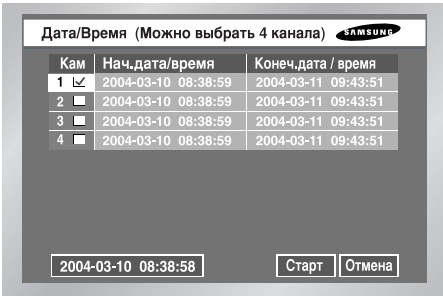 Дата/Время (Можно выбрать 4 канала) SAMSUNG
Кам Нач.дата/время Конеч.дата / время
1 2004-03-10 08:38:59 2004-03-11 09:43:51
2 2004-03-10 08:38:59 2004-03-11 09:43:51
3 2004-03-10 08:38:59 2004-03-11 09:43:51
4 2004-03-10 08:38:59 2004-03-11 09:43:51
2004-03-10 08:38:58 Старт Отмена